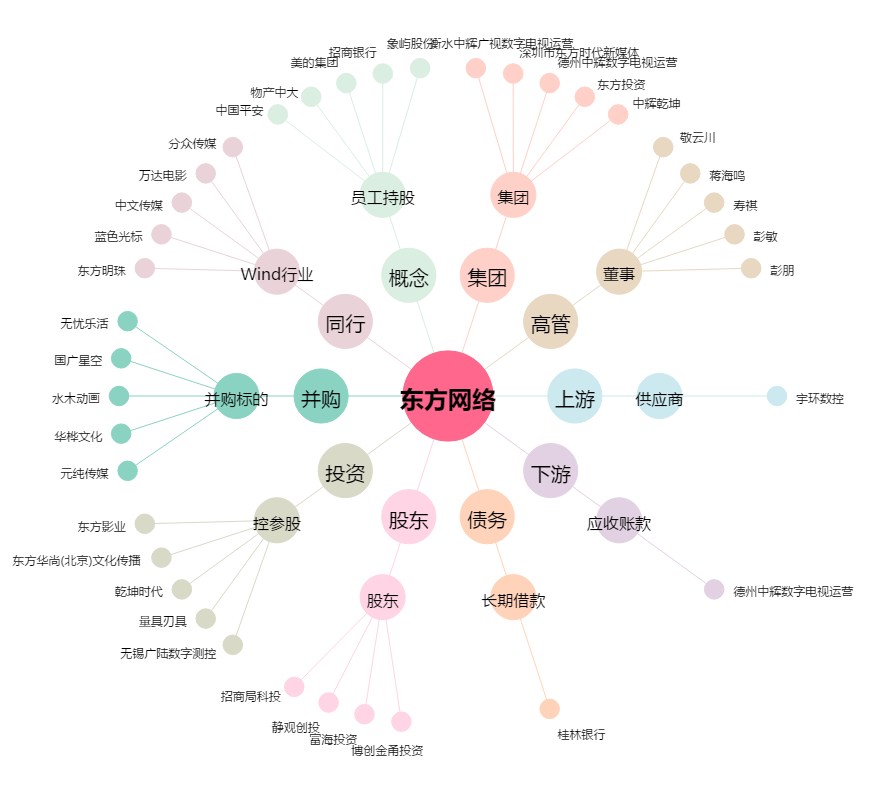 象屿股份
衡水中辉广视数字电视运营
招商银行
深圳市东方时代新媒体
美的集团
德州中辉数字电视运营
物产中大
东方投资
中国平安
中辉乾坤
分众传媒
敬云川
万达电影
蒋海鸣
员工持股
集团
中文传媒
寿祺
蓝色光标
彭敏
东方明珠
Wind行业
概念
集团
董事
彭朋
无忧乐活
同行
高管
国广星空
水木动画
并购标的
并购
东方网络
上游
供应商
宇环数控
华桦文化
元纯传媒
投资
下游
东方影业
控参股
股东
债务
应收账款
东方华尚(北京)文化传播
乾坤时代
德州中辉数字电视运营
股东
长期借款
量具刃具
无锡广陆数字测控
招商局科投
静观创投
富海投资
桂林银行
博创金甬投资